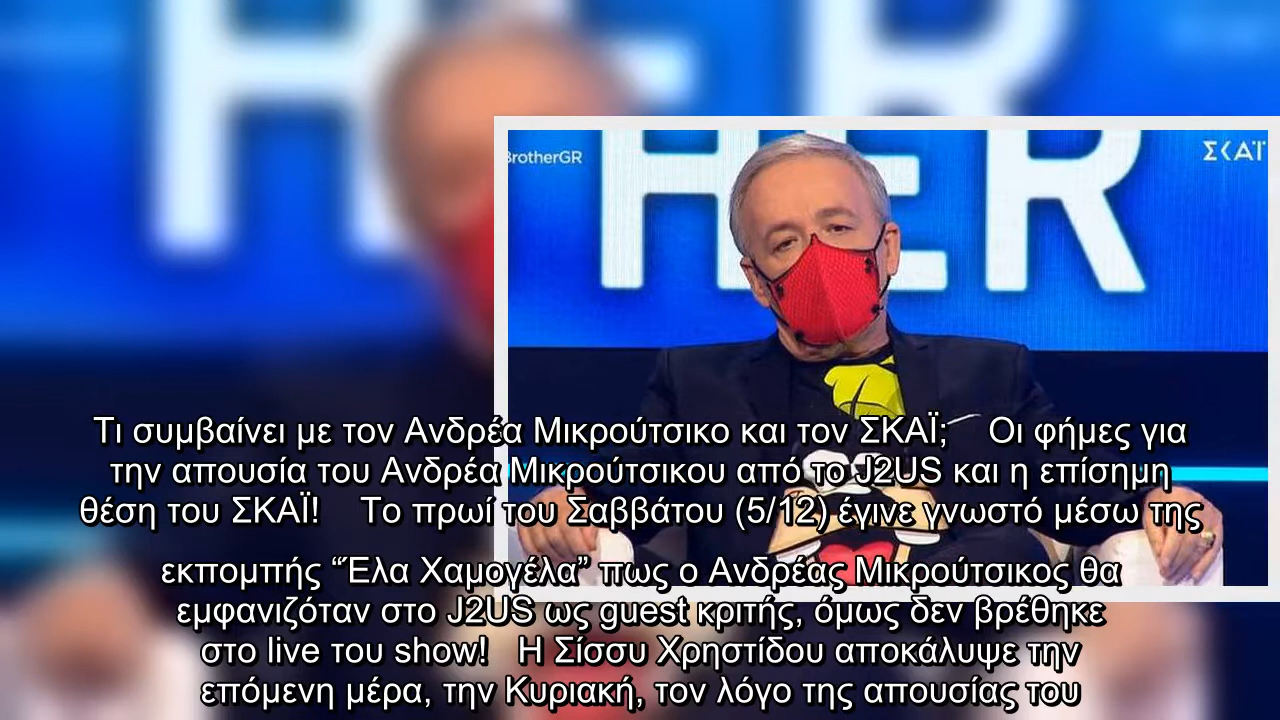 HER
BrotherGR
ΣΚΑΪ
HER
Τι συμβαίνει με τον Ανδρέα Μικρούτσικο και τον ΣΚΑΪ; Οι φήμες για
την απουσία του Ανδρέα Μικρούτσικου από το J2US και η επίσημη
θέση του ΣΚΑΪ! Το πρωί του Σαββάτου (5/12) έγινε γνωστό μέσω της
εκπομπής “Έλα Χαμογέλα” πως ο Ανδρέας Μικρούτσικος θα
εμφανιζόταν στο J2US ως guest κριτής, όμως δεν βρέθηκε
στο live του show! Η Σίσσυ Χρηστίδου αποκάλυψε την
επόμενη μέρα, την Κυριακή, τον λόγο της απουσίας του